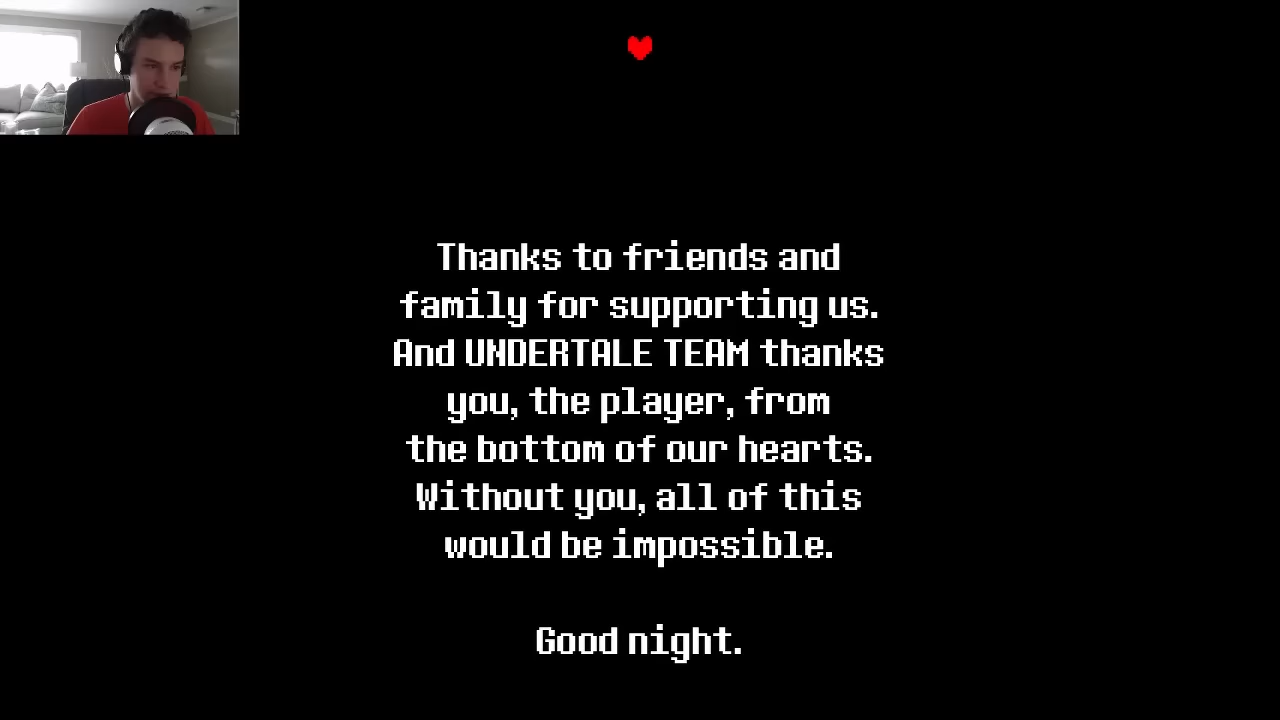 Thanks to friends and
family for supporting us.
And UNDERTALE TEAM thanks
you, the player, from
the bottom of our hearts.
Without you, all of this
would be impossible.
Good night.